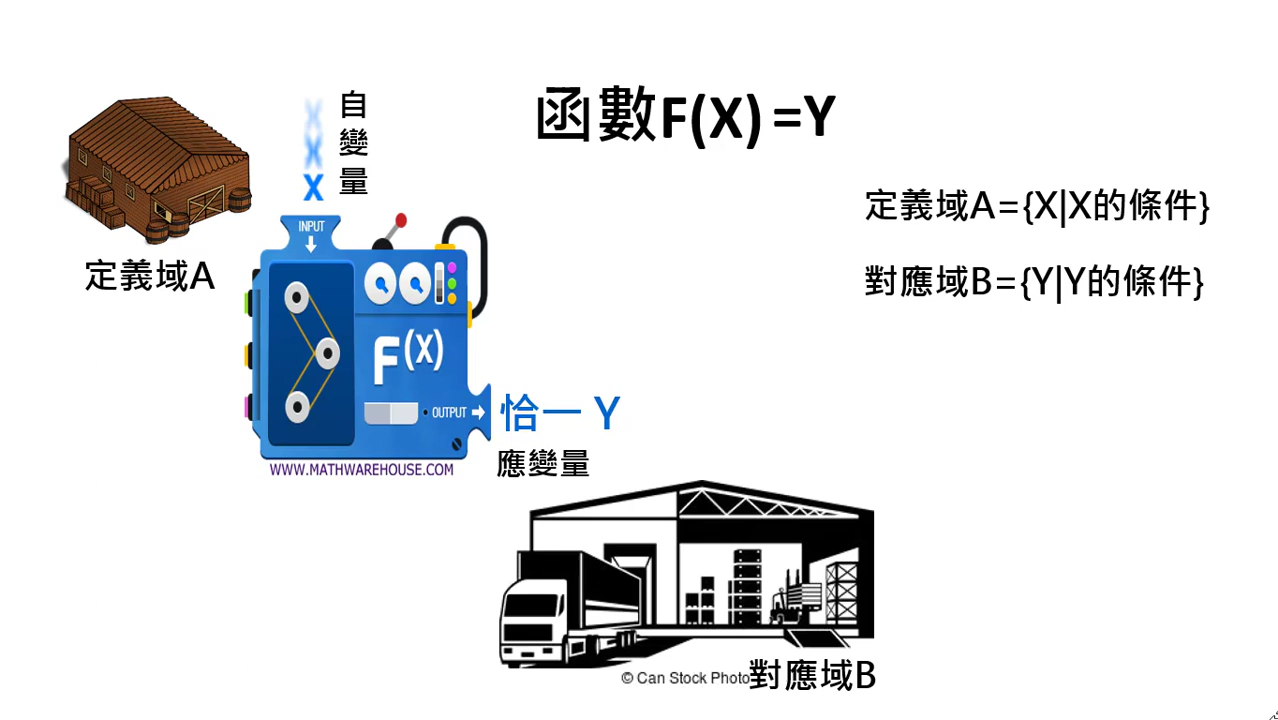 函數F(X) =Y
自
變
量
X
X
X
定義域A={X|X的條件}
INPUT
定義域A
對應域B={Y|Y的條件}
F(X)
OUTPUT
恰一 Y
應變量
WWW.MATHWAREHOUSE.COM
© Can Stock Photo
對應域B